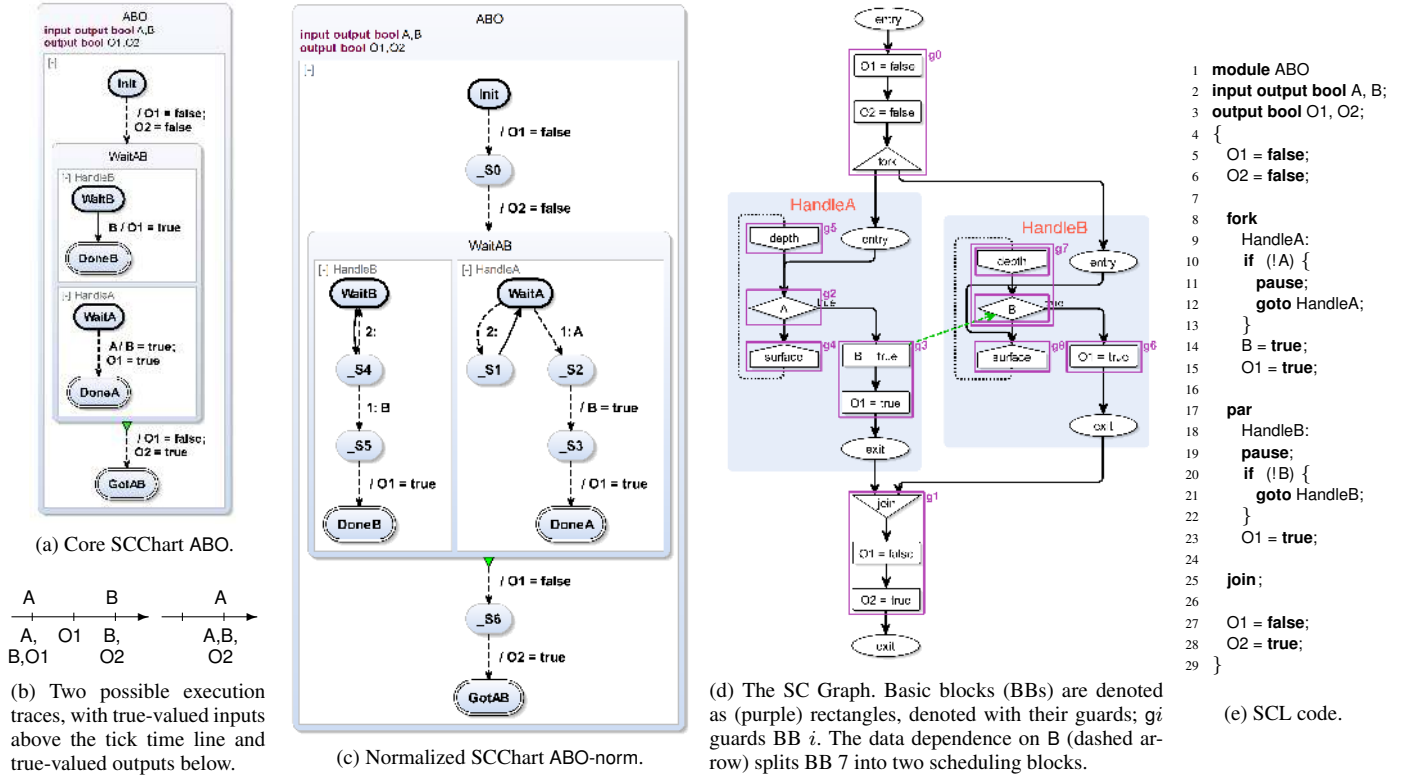 ABO
input output bool A,B
output bool O1,O2
[-]
Init
/ O1 = false;
O2 = false
WaitAB
[-] HandleB
WaitB
B / O1 = true
DoneB
[-] HandleA
WaitA
A / B = true;
O1 = true
DoneA
/ O1 = false;
O2 = true
GotAB
(a) Core SCChart ABO.
A B A
A, O1 B, A,B,
B,O1 O2 O2
(b) Two possible execution
traces, with true-valued inputs
above the tick time line and
true-valued outputs below.
ABO
input output bool A,B
output bool O1,O2
[-]
Init
/ O1 = false
_S0
/ O2 = false
WaitAB
[-] HandleB
WaitB
2:
_S4
1: B
_S5
/ O1 = true
DoneB
[-] HandleA
WaitA
2:
1: A
_S1
_S2
/ B = true
_S3
/ O1 = true
DoneA
/ O1 = false
_S6
/ O2 = true
GotAB
(c) Normalized SCChart ABO-norm.
entry
g0
O1 = false
O2 = false
fork
HandleA
g5
depth
entry
g2
A
true
surface
g4
B = true
g3
O1 = true
exit
HandleB
g7
depth
entry
B
true
surface
g8
O1 = true
g6
exit
g1
join
O1 = false
O2 = true
exit
(d) The SC Graph. Basic blocks (BBs) are denoted
as (purple) rectangles, denoted with their guards; gi
guards BB i. The data dependence on B (dashed ar-
row) splits BB 7 into two scheduling blocks.
1 module ABO
2 input output bool A, B;
3 output bool O1, O2;
4 {
5 O1 = false;
6 O2 = false;
7
8 fork
9 HandleA:
10 if (!A) {
11 pause;
12 goto HandleA;
13 }
14 B = true;
15 O1 = true;
16
17 par
18 HandleB:
19 pause;
20 if (!B) {
21 goto HandleB;
22 }
23 O1 = true;
24
25 join;
26
27 O1 = false;
28 O2 = true;
29 }
(e) SCL code.